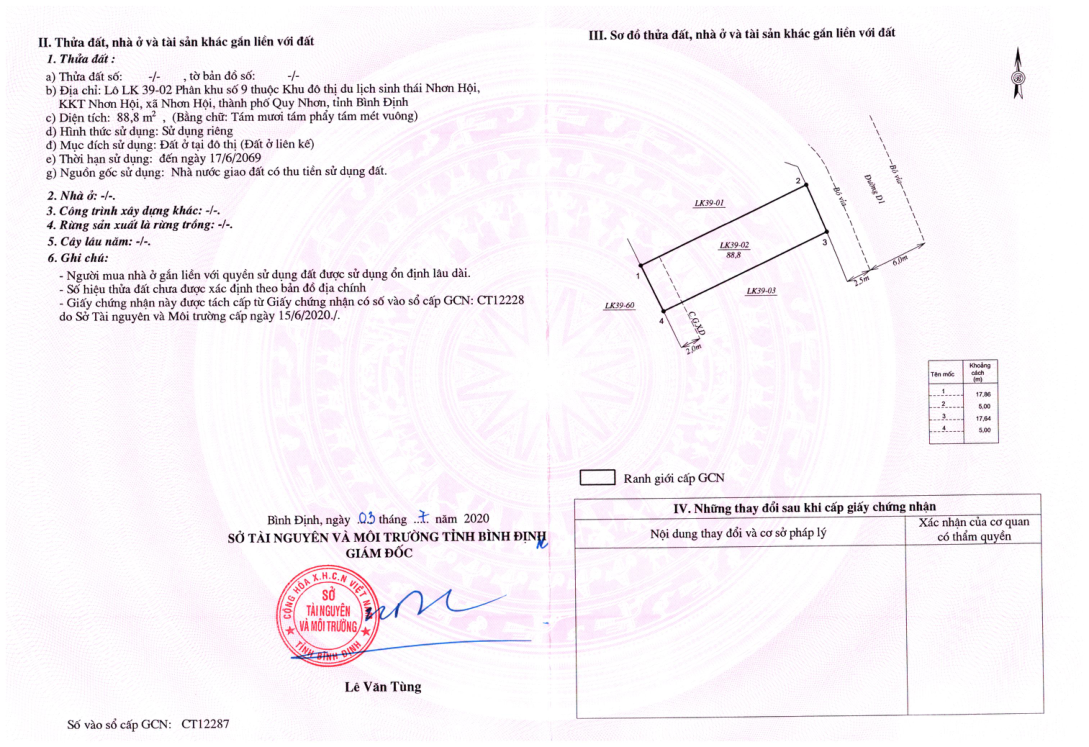 II. Thửa đất, nhà ở và tài sản khác gắn liền với đất
1. Thửa đất :
a) Thửa đất số: -/- , tờ bản đồ số: -/-
b) Địa chỉ: Lô LK 39-02 Phân khu số 9 thuộc Khu đô thị du lịch sinh thái Nhơn Hội,
KKT Nhơn Hội, xã Nhơn Hội, thành phố Quy Nhơn, tỉnh Bình Định
c) Diện tích: 88,8 m² , (Bằng chữ: Tám mươi tám phẩy tám mét vuông)
d) Hình thức sử dụng: Sử dụng riêng
đ) Mục đích sử dụng: Đất ở tại đô thị (Đất ở liên kế)
e) Thời hạn sử dụng: đến ngày 17/6/2069
g) Nguồn gốc sử dụng: Nhà nước giao đất có thu tiền sử dụng đất.
2. Nhà ở: -/-.
3. Công trình xây dựng khác: -/-.
4. Rừng sản xuất là rừng trồng: -/-.
5. Cây lâu năm: -/-.
6. Ghi chú:
- Người mua nhà ở gắn liền với quyền sử dụng đất được sử dụng ổn định lâu dài.
- Số hiệu thửa đất chưa được xác định theo bản đồ địa chính
- Giấy chứng nhận này được tách cấp từ Giấy chứng nhận có số vào sổ cấp GCN: CT12228
do Sở Tài nguyên và Môi trường cấp ngày 15/6/2020./.
Bình Định, ngày 03 tháng ..7. năm 2020
SỞ TÀI NGUYÊN VÀ MÔI TRƯỜNG TỈNH BÌNH ĐỊNH
GIÁM ĐỐC
CỘNG HÒA X.H.C.N VIỆT NAM
SỞ
TÀI NGUYÊN
VÀ MÔI TRƯỜNG
TỈNH BÌNH ĐỊNH
Lê Văn Tùng
Số vào sổ cấp GCN: CT12287
III. Sơ đồ thửa đất, nhà ở và tài sản khác gắn liền với đất
Bó vỉa
Đường D1
Bó vỉa
2
LK39-01
LK39-02
88,8
3
6,0m
1
2,5m
LK39-03
LK39-60
4
C.G.X.D
2,0m
Tên mốc
Khoảng
cách
(m)
1 17,86
2 5,00
3 17,64
4 5,00
Ranh giới cấp GCN
IV. Những thay đổi sau khi cấp giấy chứng nhận
Nội dung thay đổi và cơ sở pháp lý
Xác nhận của cơ quan
có thẩm quyền